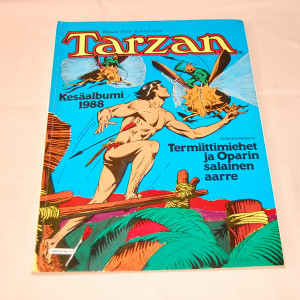 Tarzan
Kesäalbumi
1988
Termiittimiehet
ja Oparin
salainen
aarre